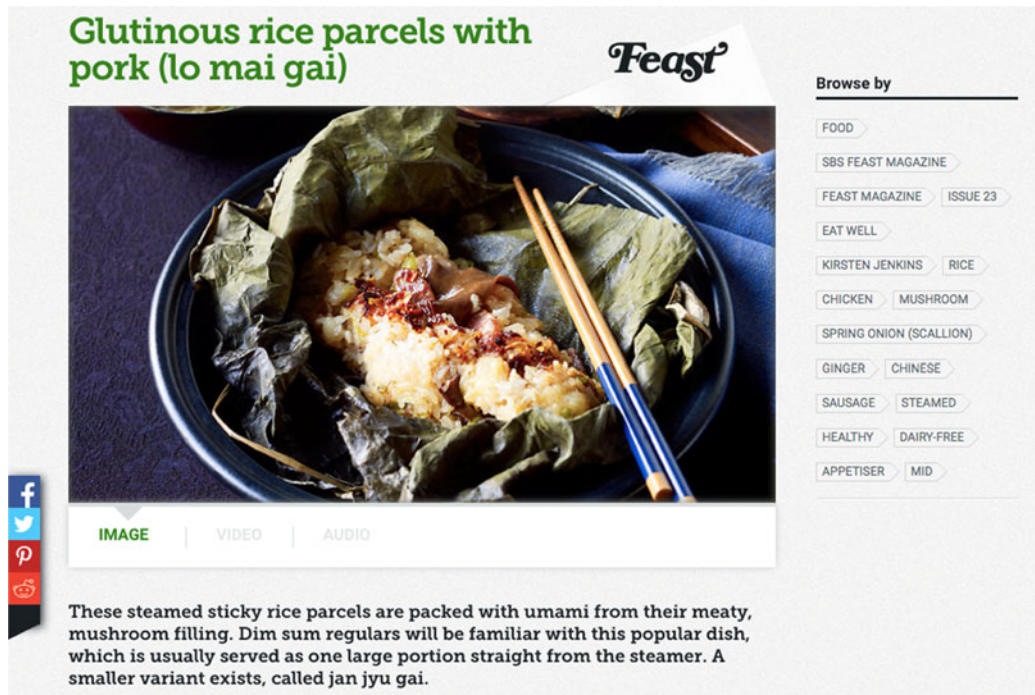 Glutinous rice parcels with
pork (lo mai gai)
Feast
Browse by
FOOD
SBS FEAST MAGAZINE
FEAST MAGAZINE ISSUE 23
EAT WELL
KIRSTEN JENKINS RICE
CHICKEN MUSHROOM
SPRING ONION (SCALLION)
GINGER CHINESE
SAUSAGE STEAMED
HEALTHY DAIRY-FREE
APPETISER MID
IMAGE VIDEO AUDIO
These steamed sticky rice parcels are packed with umami from their meaty,
mushroom filling. Dim sum regulars will be familiar with this popular dish,
which is usually served as one large portion straight from the steamer. A
smaller variant exists, called jan jyu gai.